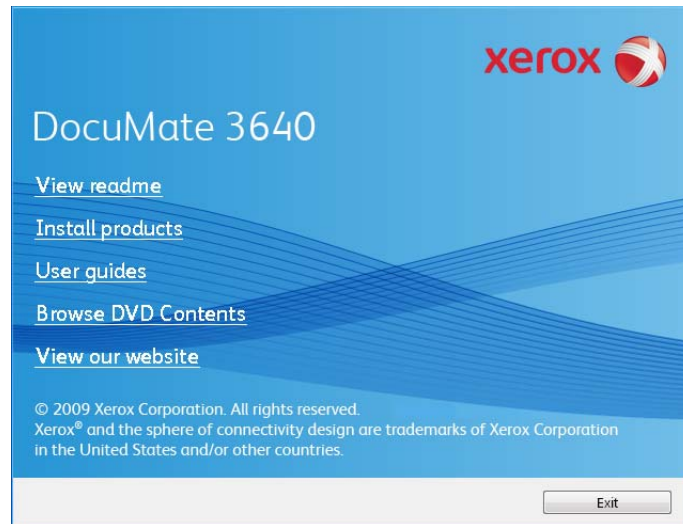 xerox
DocuMate 3640
View readme
Install products
User guides
Browse DVD Contents
View our website
© 2009 Xerox Corporation. All rights reserved.
Xerox® and the sphere of connectivity design are trademarks of Xerox Corporation
in the United States and/or other countries.
Exit